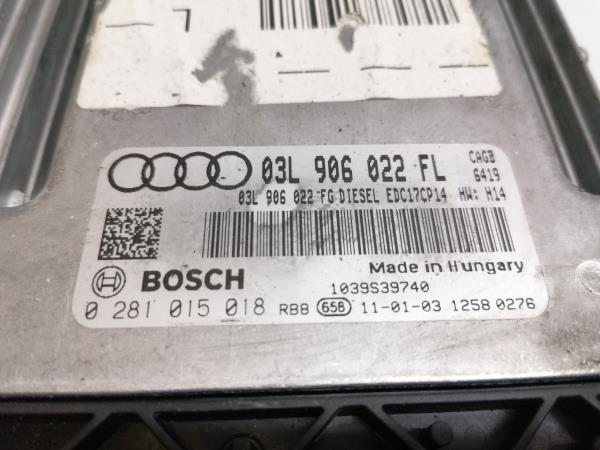 03L 906 022 FL CAGB
6419
03L 906 022 FG DIESEL EDC17CP14 HW: H14
BOSCH
Made in Hungary
1039S39740
0 281 015 018 RB8 65B 11-01-03 1258 0276